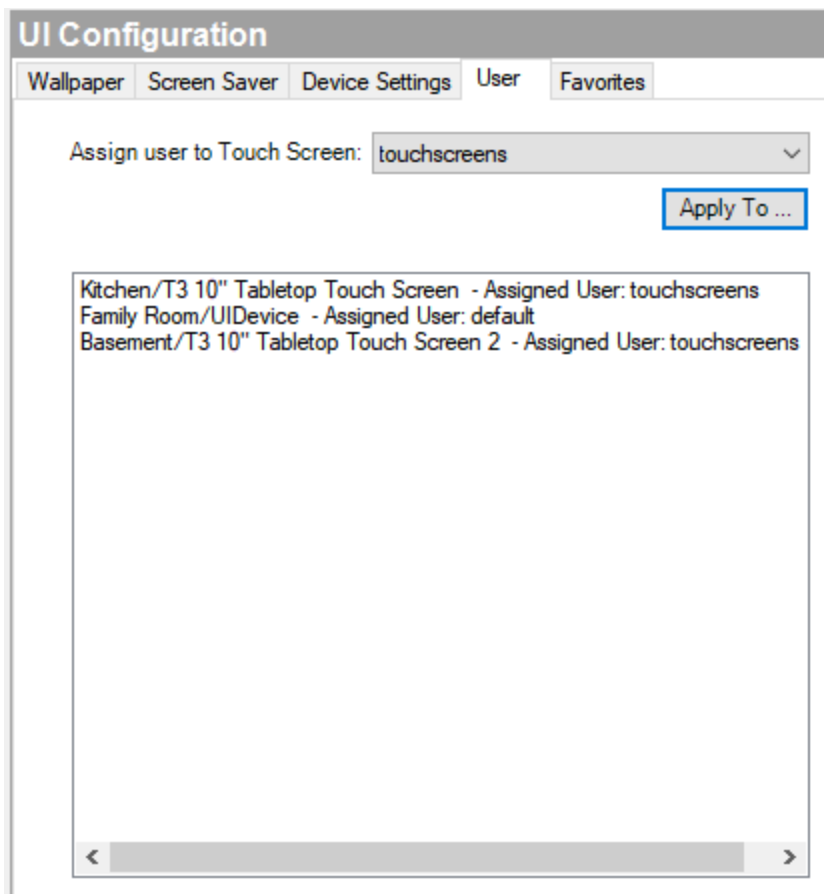 UI Configuration
Wallpaper Screen Saver Device Settings User Favorites
Assign user to Touch Screen: touchscreens
Apply To ...
Kitchen/T3 10" Tabletop Touch Screen - Assigned User: touchscreens
Family Room/UIDevice - Assigned User: default
Basement/T3 10" Tabletop Touch Screen 2 - Assigned User: touchscreens